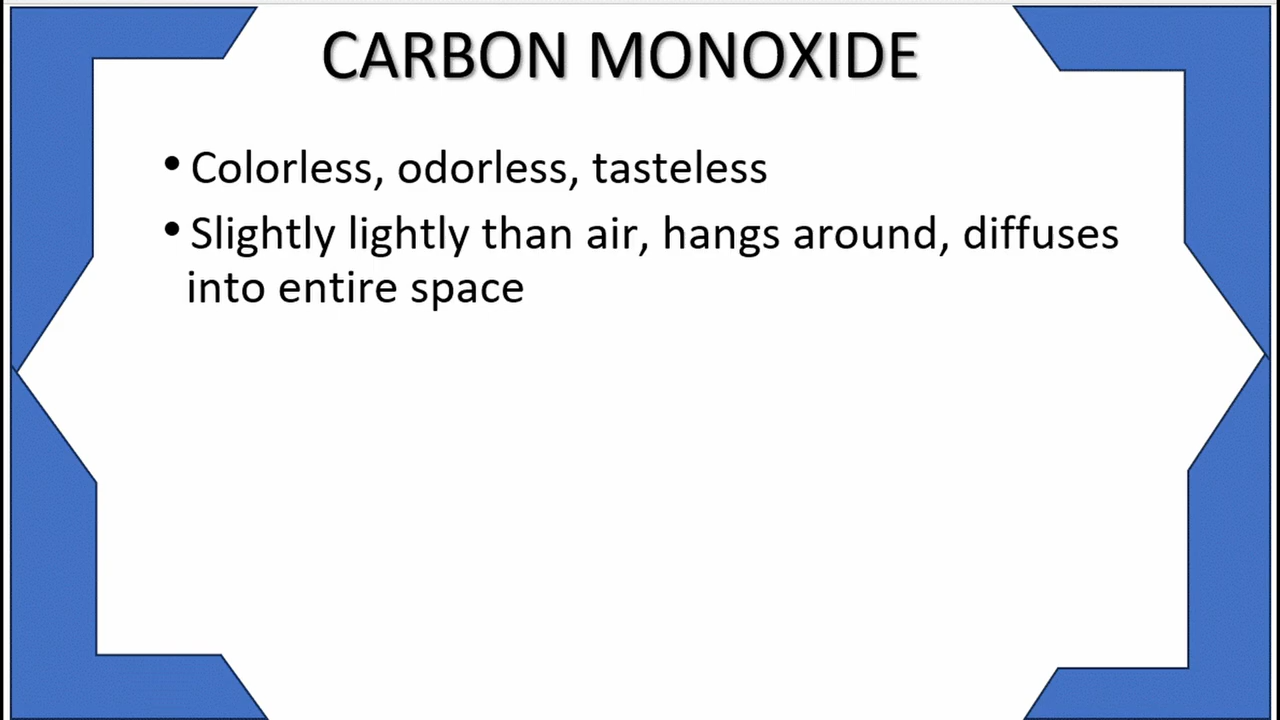 CARBON MONOXIDE
• Colorless, odorless, tasteless
• Slightly lightly than air, hangs around, diffuses
into entire space